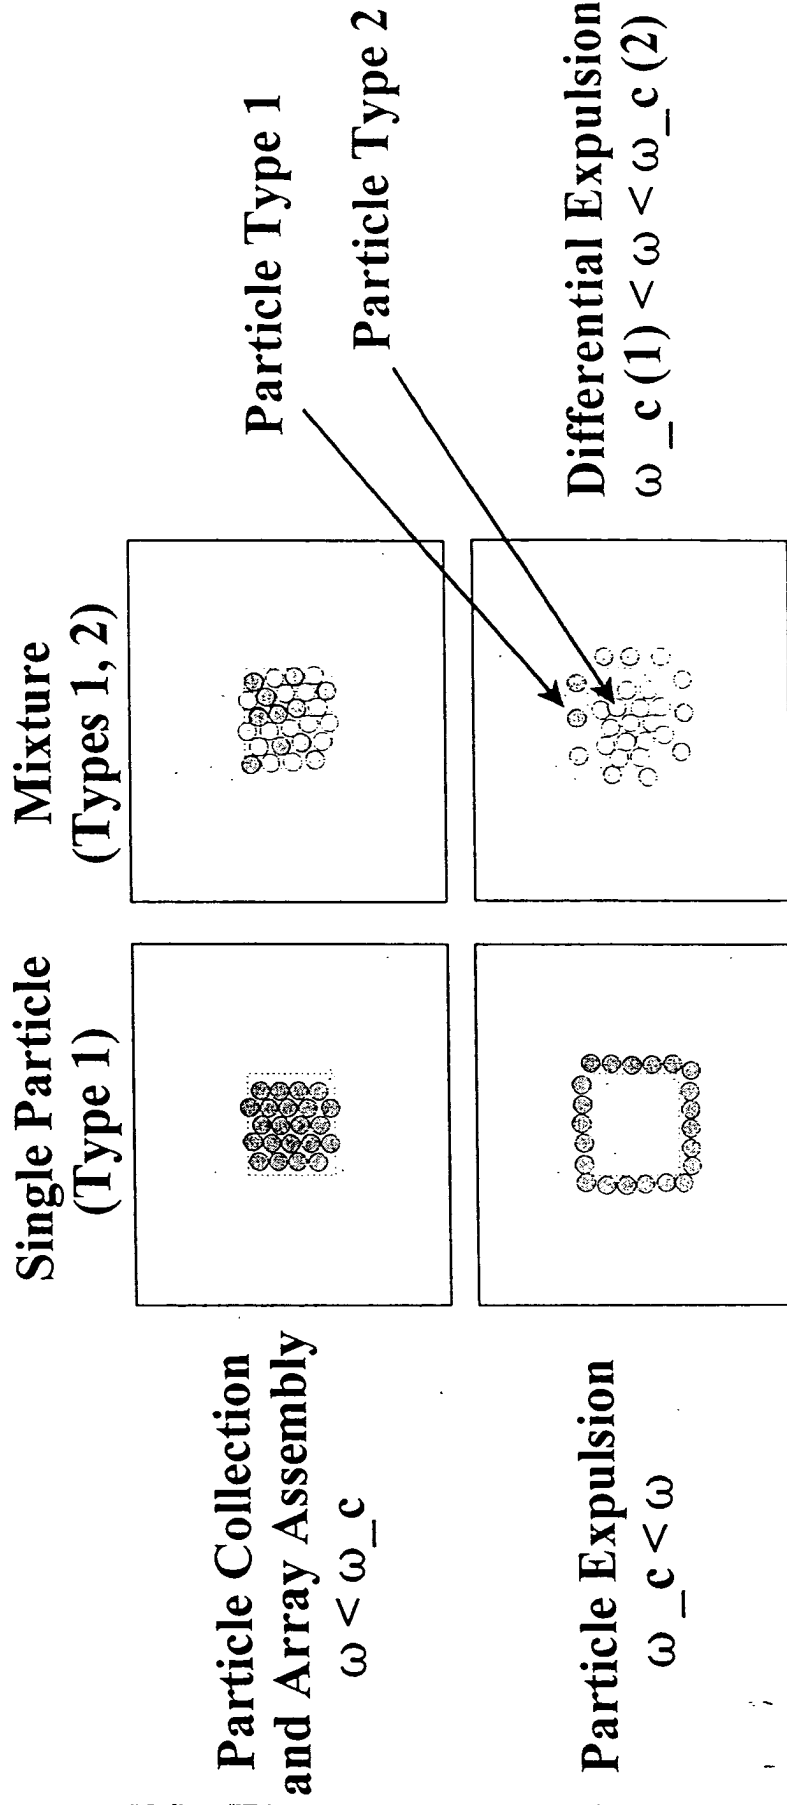 Single Particle
(Type 1)
Mixture
(Types 1, 2)
Particle Collection
and Array Assembly
ω < ω_c
Particle Type 1
Particle Type 2
Particle Expulsion
ω_c < ω
Differential Expulsion
ω_c (1) < ω < ω_c (2)